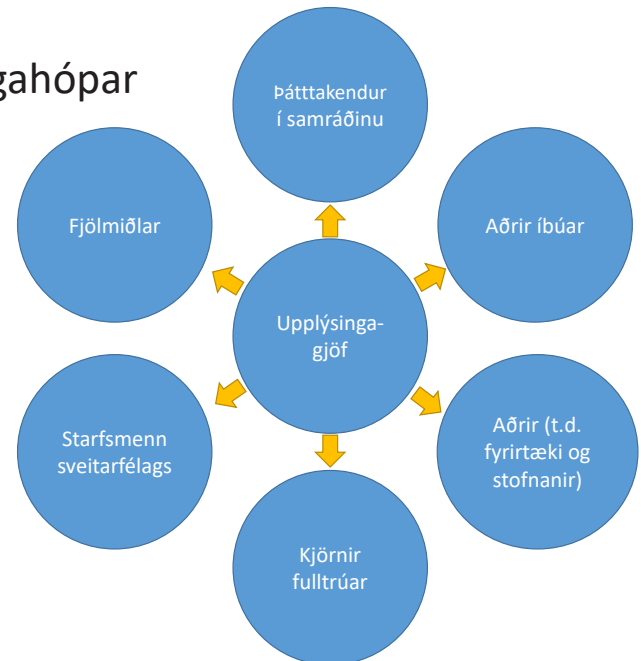 gahópar
Þátttakendur
í samráðinu
Fjölmiðlar
Aðrir íbúar
Upplýsinga-
gjöf
Starfsmenn
sveitarfélags
Aðrir (t.d.
fyrirtæki og
stofnanir)
Kjörnir
fulltrúar